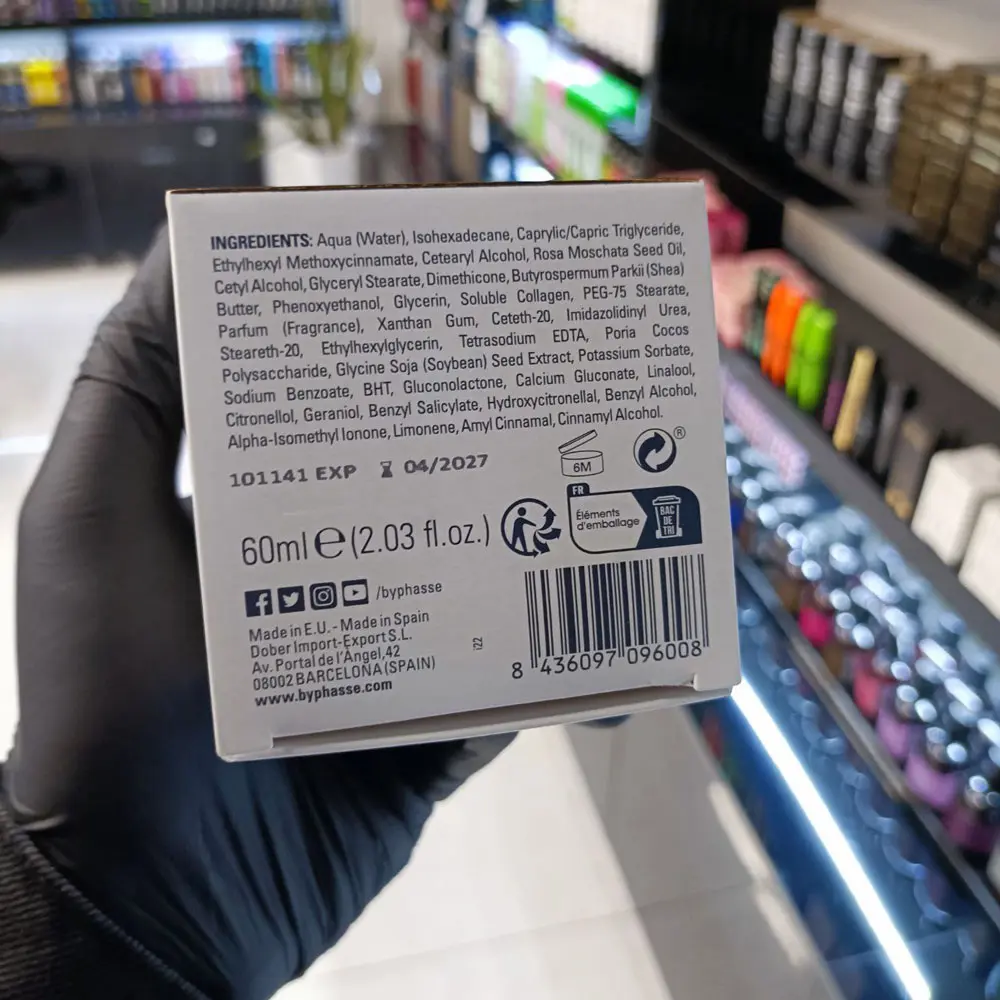 INGREDIENTS: Aqua (Water), Isohexadecane, Caprylic/Capric Triglyceride,
Ethylhexyl Methoxycinnamate, Cetearyl Alcohol, Rosa Moschata Seed Oil,
Cetyl Alcohol, Glyceryl Stearate, Dimethicone, Butyrospermum Parkii (Shea)
Butter, Phenoxyethanol, Glycerin, Soluble Collagen, PEG-75 Stearate,
Parfum (Fragrance), Xanthan Gum, Ceteth-20, Imidazolidinyl Urea,
Steareth-20, Ethylhexylglycerin, Tetrasodium EDTA, Poria Cocos
Polysaccharide, Glycine Soja (Soybean) Seed Extract, Potassium Sorbate,
Sodium Benzoate, BHT, Gluconolactone, Calcium Gluconate, Linalool,
Citronellol, Geraniol, Benzyl Salicylate, Hydroxycitronellal, Benzyl Alcohol,
Alpha-Isomethyl Ionone, Limonene, Amyl Cinnamal, Cinnamyl Alcohol.
101141 EXP 04/2027
6M
®
FR
Éléments
d'emballage
BAC
DE
TRI
60ml e (2.03 fl.oz.)
/byphasse
Made in E.U. - Made in Spain
Dober Import-Export S.L.
Av. Portal de l'Àngel, 42
08002 BARCELONA (SPAIN)
www.byphasse.com
8 436097 096008